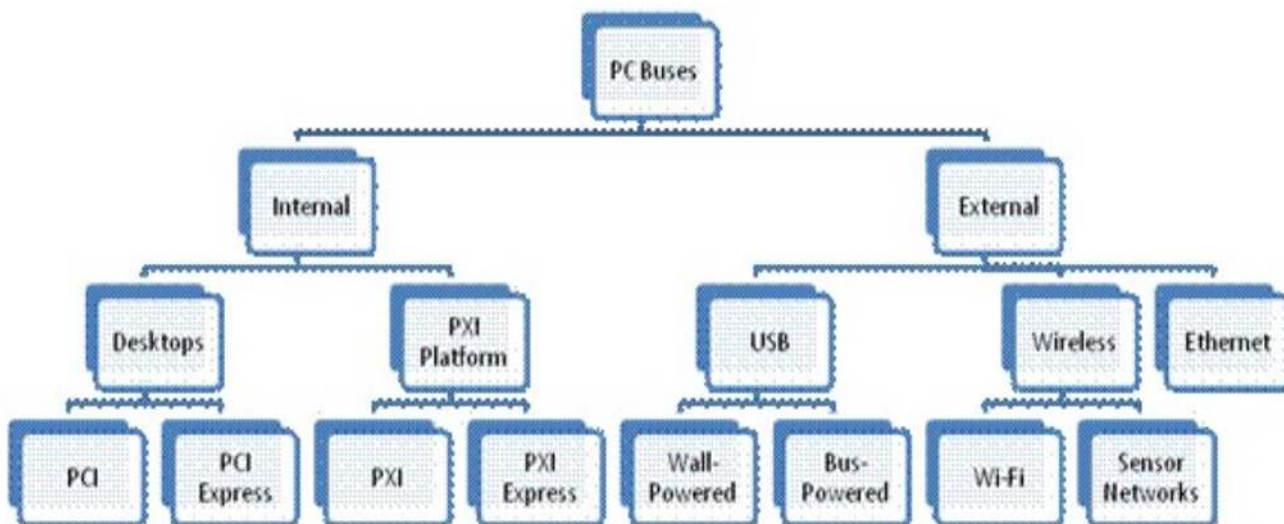 PC Buses
Internal
External
Desktops
PXI
Platform
USB
Wireless
Ethernet
PCI
PCI
Express
PXI
PXI
Express
Wall-
Powered
Bus-
Powered
Wi-Fi
Sensor
Networks